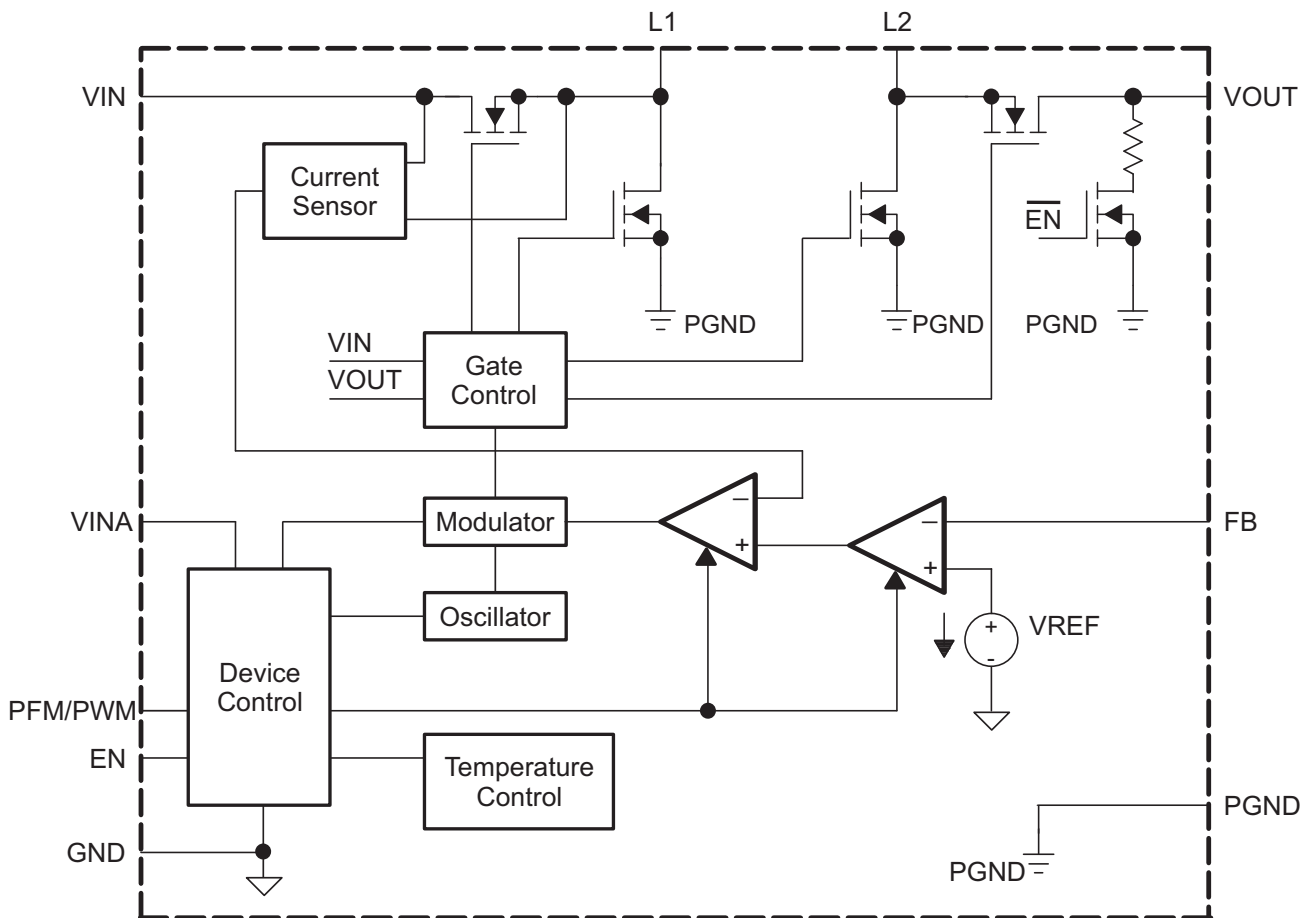 L1
L2
VIN
VOUT
Current
Sensor
E̅N̅
PGND
PGND
PGND
VIN
VOUT
Gate
Control
VINA
Modulator
−
+
−
+
FB
Oscillator
+
-
VREF
Device
Control
PFM/PWM
EN
Temperature
Control
PGND
GND
PGND